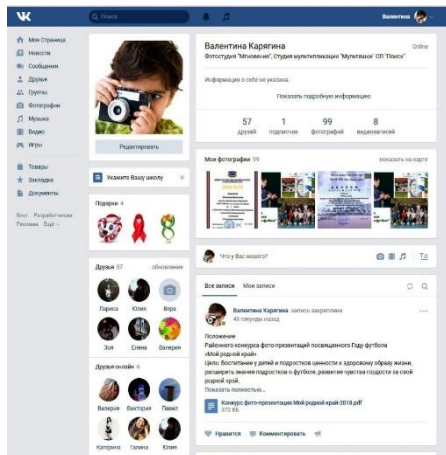 Поиск
Валентина
Моя Страница
Новости
Сообщения
Друзья
Группы
Фотографии
Музыка
Видео
Игры
Товары
Закладки
Документы
Блог Разработчикам
Реклама Ещё
Редактировать
Укажите Вашу школу
Подарки 4
Друзья 57 обновления
Лариса Юлия Вера
Зоя Елена Валерия
Друзья онлайн 6
Валерия Виктория Павел
Катерина Галина Юлия
Валентина Карягина Online
Фотостудия "Мгновение", Студия мультипликации "Мультяшки" СП "Поиск"
Информация о себе не указана.
Показать подробную информацию
57 1 99 8
друзей подписчик фотографий видеозаписей
Мои фотографии 99 показать на карте
Что у Вас нового?
Все записи Мои записи
Валентина Карягина запись закреплена
43 секунды назад
Положение
Районного конкурса фото-презентаций посвященного Году футбола
«Мой родной край»
Цель: Воспитание у детей и подростков ценности к здоровому образу жизни,
расширить знания подростков о футболе, развитие чувства гордости за свой
родной край.
Показать полностью…
Конкурс фото-презентации Мой родной край-2018.pdf
372 КБ
Нравится Комментировать